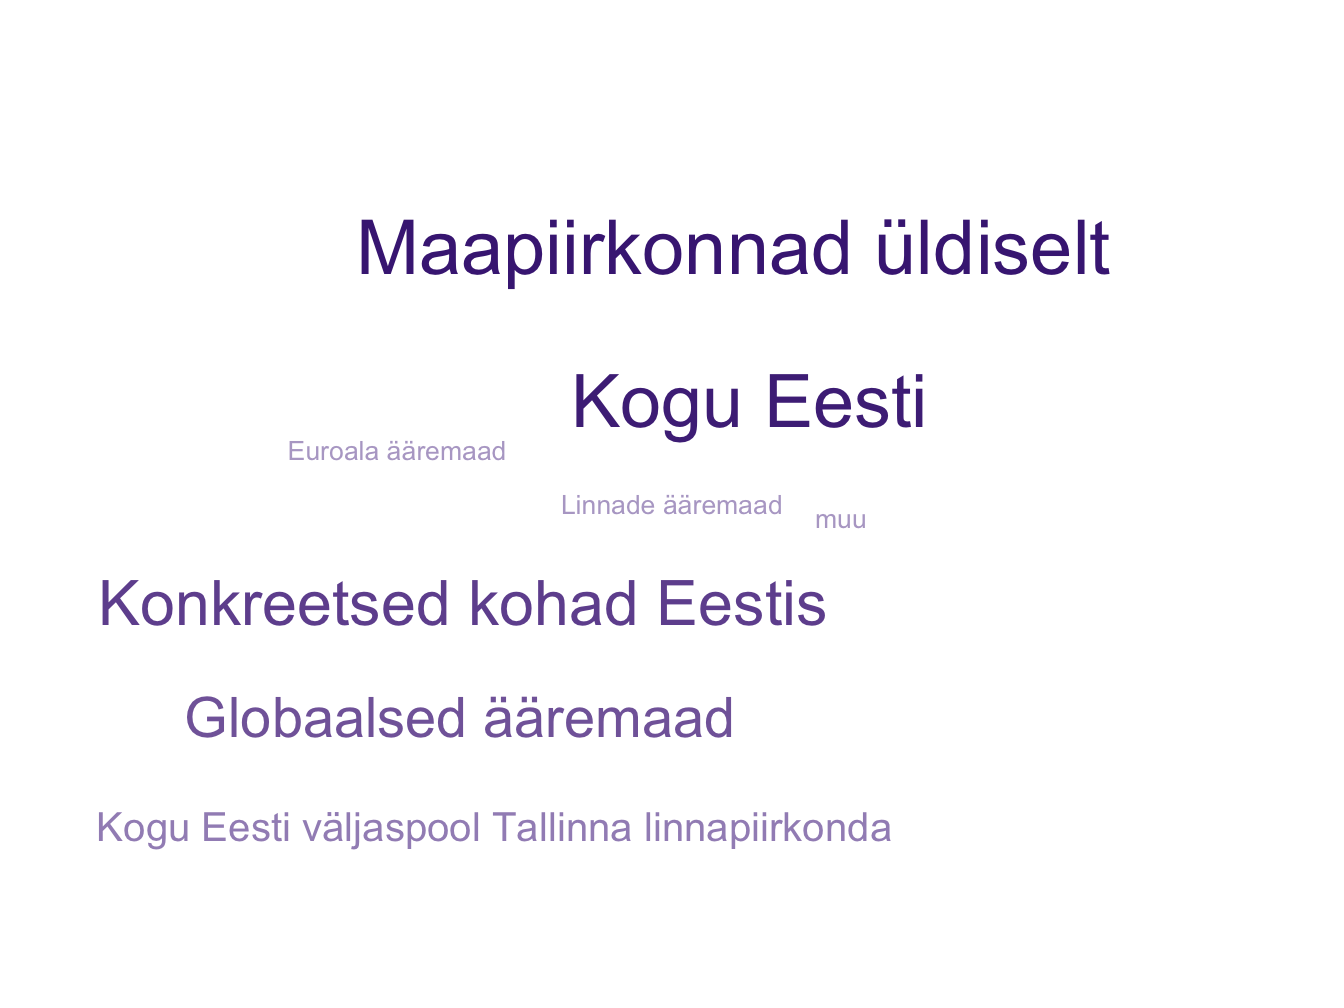 Maapiirkonnad üldiselt
Kogu Eesti
Euroala ääremaad
Linnade ääremaad
muu
Konkreetsed kohad Eestis
Globaalsed ääremaad
Kogu Eesti väljaspool Tallinna linnapiirkonda